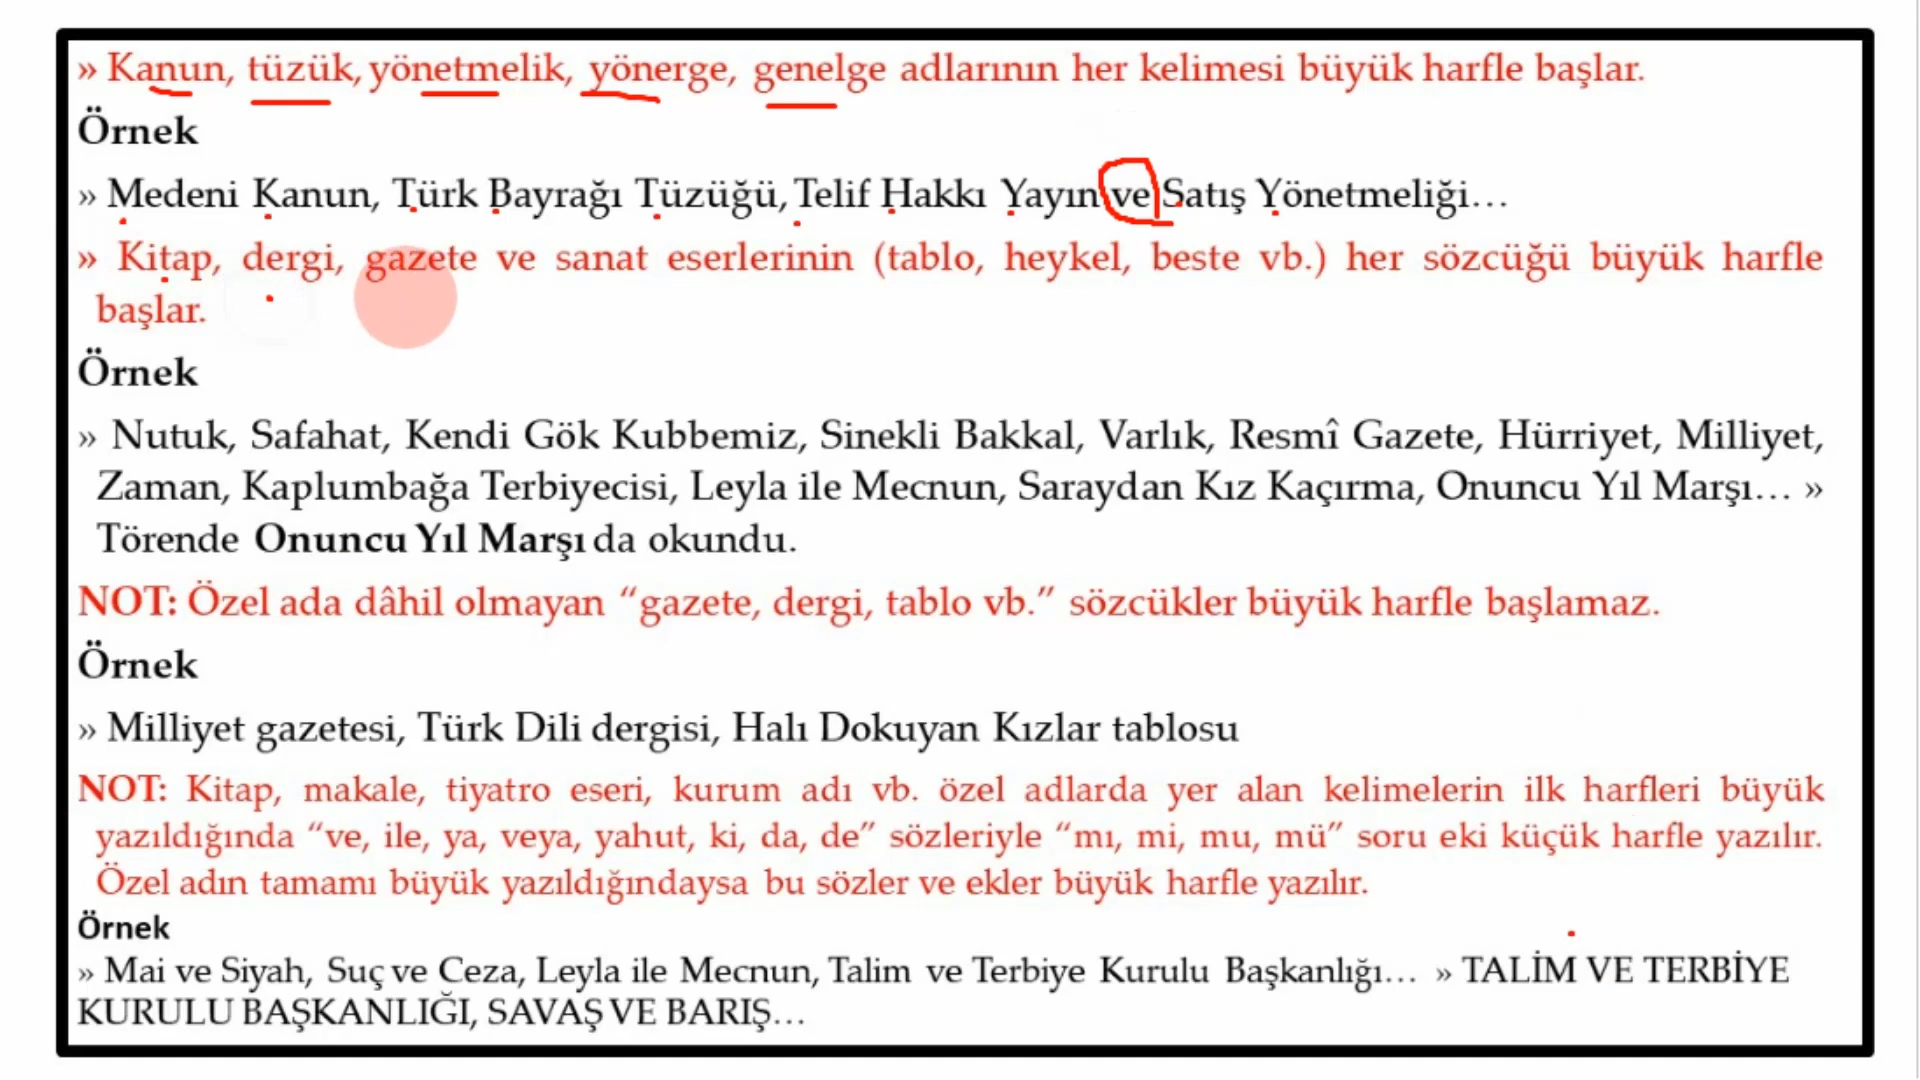 » Kanun, tüzük, yönetmelik, yönerge, genelge adlarının her kelimesi büyük harfle başlar.
Örnek
» Medeni Kanun, Türk Bayrağı Tüzüğü, Telif Hakkı Yayın ve Satış Yönetmeliği…
» Kitap, dergi, gazete ve sanat eserlerinin (tablo, heykel, beste vb.) her sözcüğü büyük harfle
başlar.
Örnek
» Nutuk, Safahat, Kendi Gök Kubbemiz, Sinekli Bakkal, Varlık, Resmî Gazete, Hürriyet, Milliyet,
Zaman, Kaplumbağa Terbiyecisi, Leyla ile Mecnun, Saraydan Kız Kaçırma, Onuncu Yıl Marşı… »
Törende Onuncu Yıl Marşı da okundu.
NOT: Özel ada dâhil olmayan “gazete, dergi, tablo vb.” sözcükler büyük harfle başlamaz.
Örnek
» Milliyet gazetesi, Türk Dili dergisi, Halı Dokuyan Kızlar tablosu
NOT: Kitap, makale, tiyatro eseri, kurum adı vb. özel adlarda yer alan kelimelerin ilk harfleri büyük
yazıldığında “ve, ile, ya, veya, yahut, ki, da, de” sözleriyle “mı, mi, mu, mü” soru eki küçük harfle yazılır.
Özel adın tamamı büyük yazıldığındaysa bu sözler ve ekler büyük harfle yazılır.
Örnek
» Mai ve Siyah, Suç ve Ceza, Leyla ile Mecnun, Talim ve Terbiye Kurulu Başkanlığı… » TALİM VE TERBİYE
KURULU BAŞKANLIĞI, SAVAŞ VE BARIŞ…